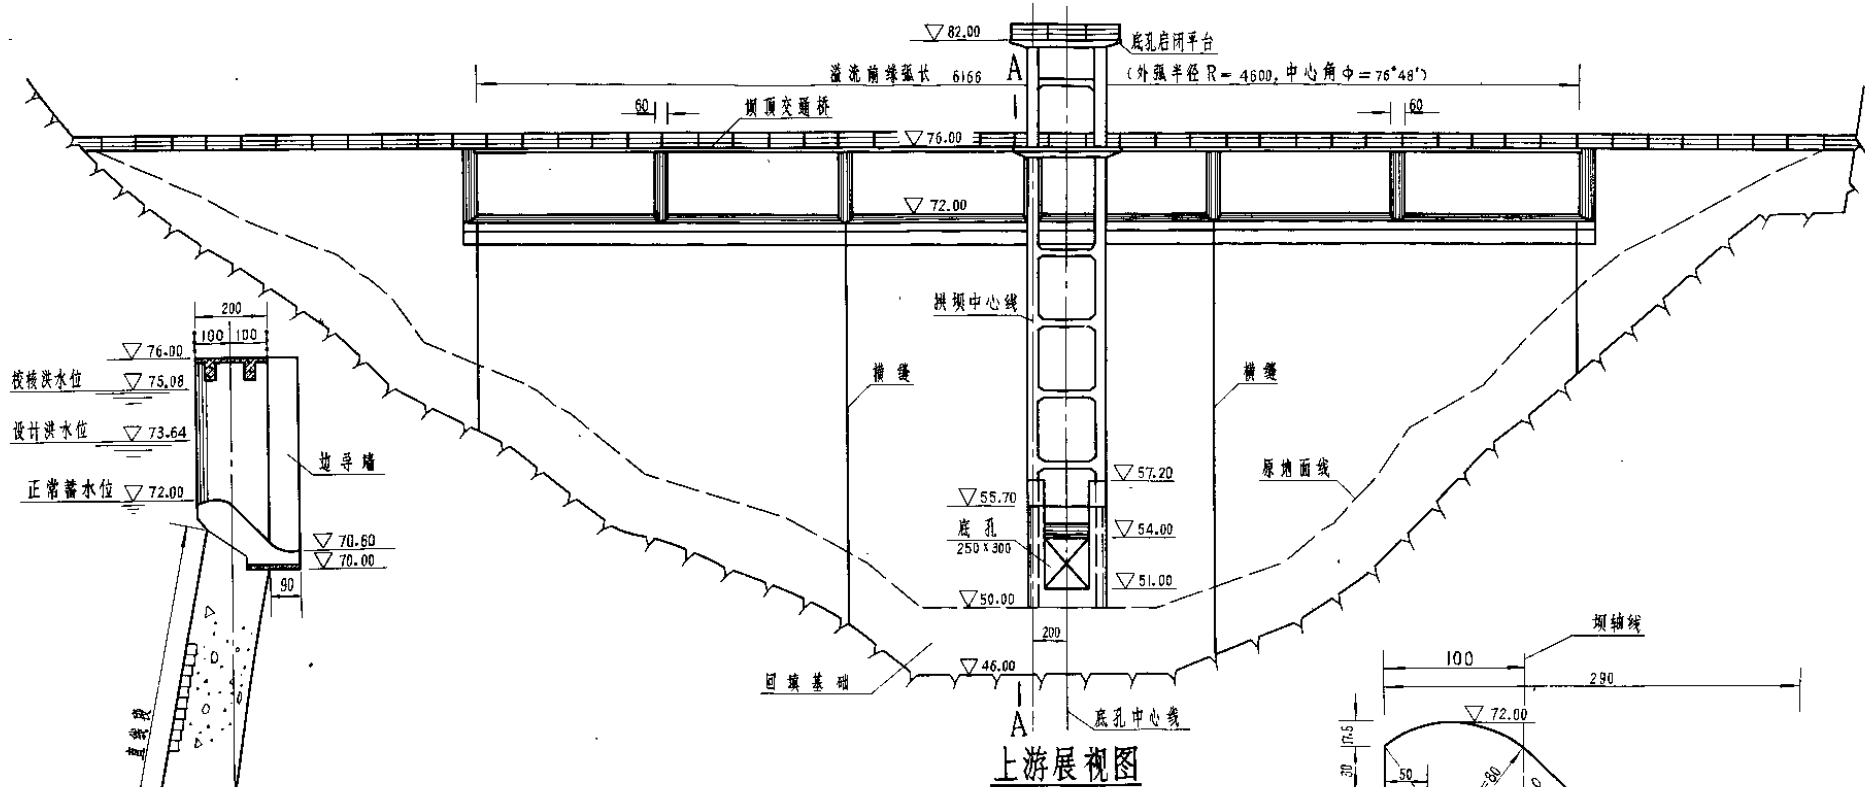 82.00
底孔启闭平台
溢流前缘弧长 6166
A
(外弧半径 R=4600, 中心角 Φ=76°48′)
60
坝顶交通桥
60
76.00
72.00
200
拱坝中心线
100 100
76.00
校核洪水位 75.08
横缝
横缝
设计洪水位 73.64
边导墙
原地面线
57.20
正常蓄水位 72.00
55.70
底孔
250×300
54.00
70.60
70.00
51.00
90
50.00
200
坝轴线
46.00
100
290
回填基础
直线段
A
底孔中心线
72.00
17.5
上游展视图
30
50
=80